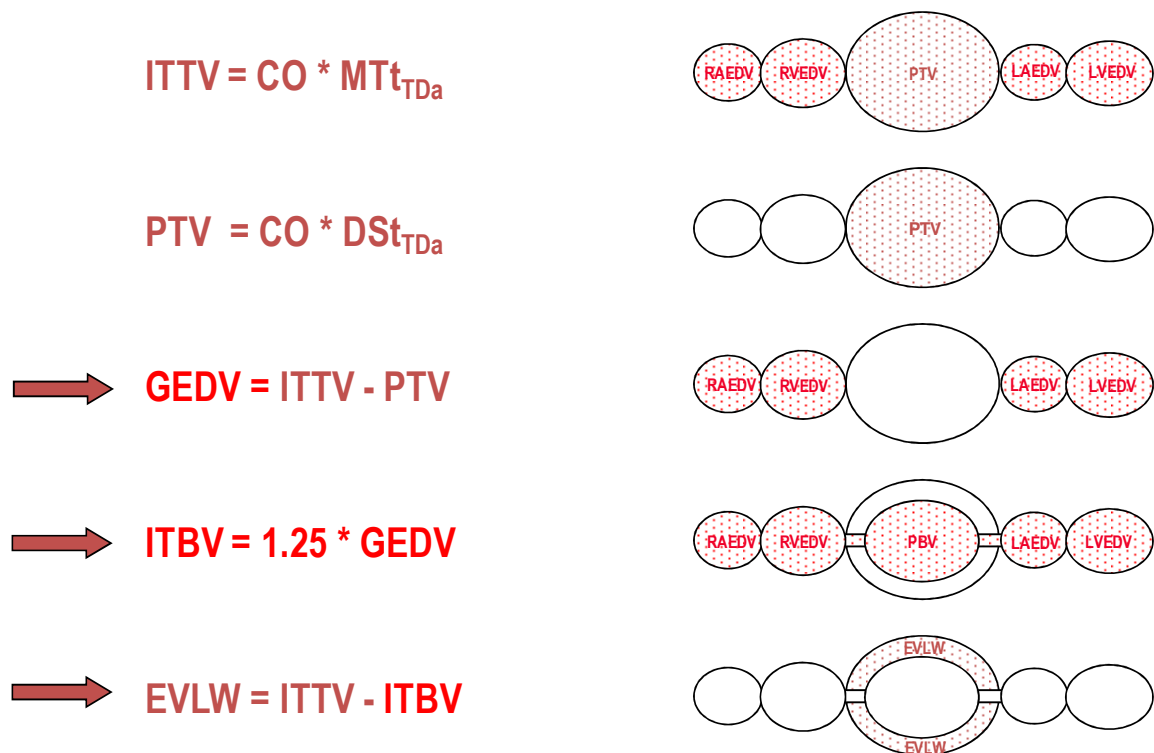 ITTV = CO * MTtTDa
RAEDV RVEDV PTV LAEDV LVEDV
PTV = CO * DStTDa
PTV
GEDV = ITTV - PTV
RAEDV RVEDV LAEDV LVEDV
ITBV = 1.25 * GEDV
RAEDV RVEDV PBV LAEDV LVEDV
EVLW
EVLW = ITTV - ITBV
EVLW